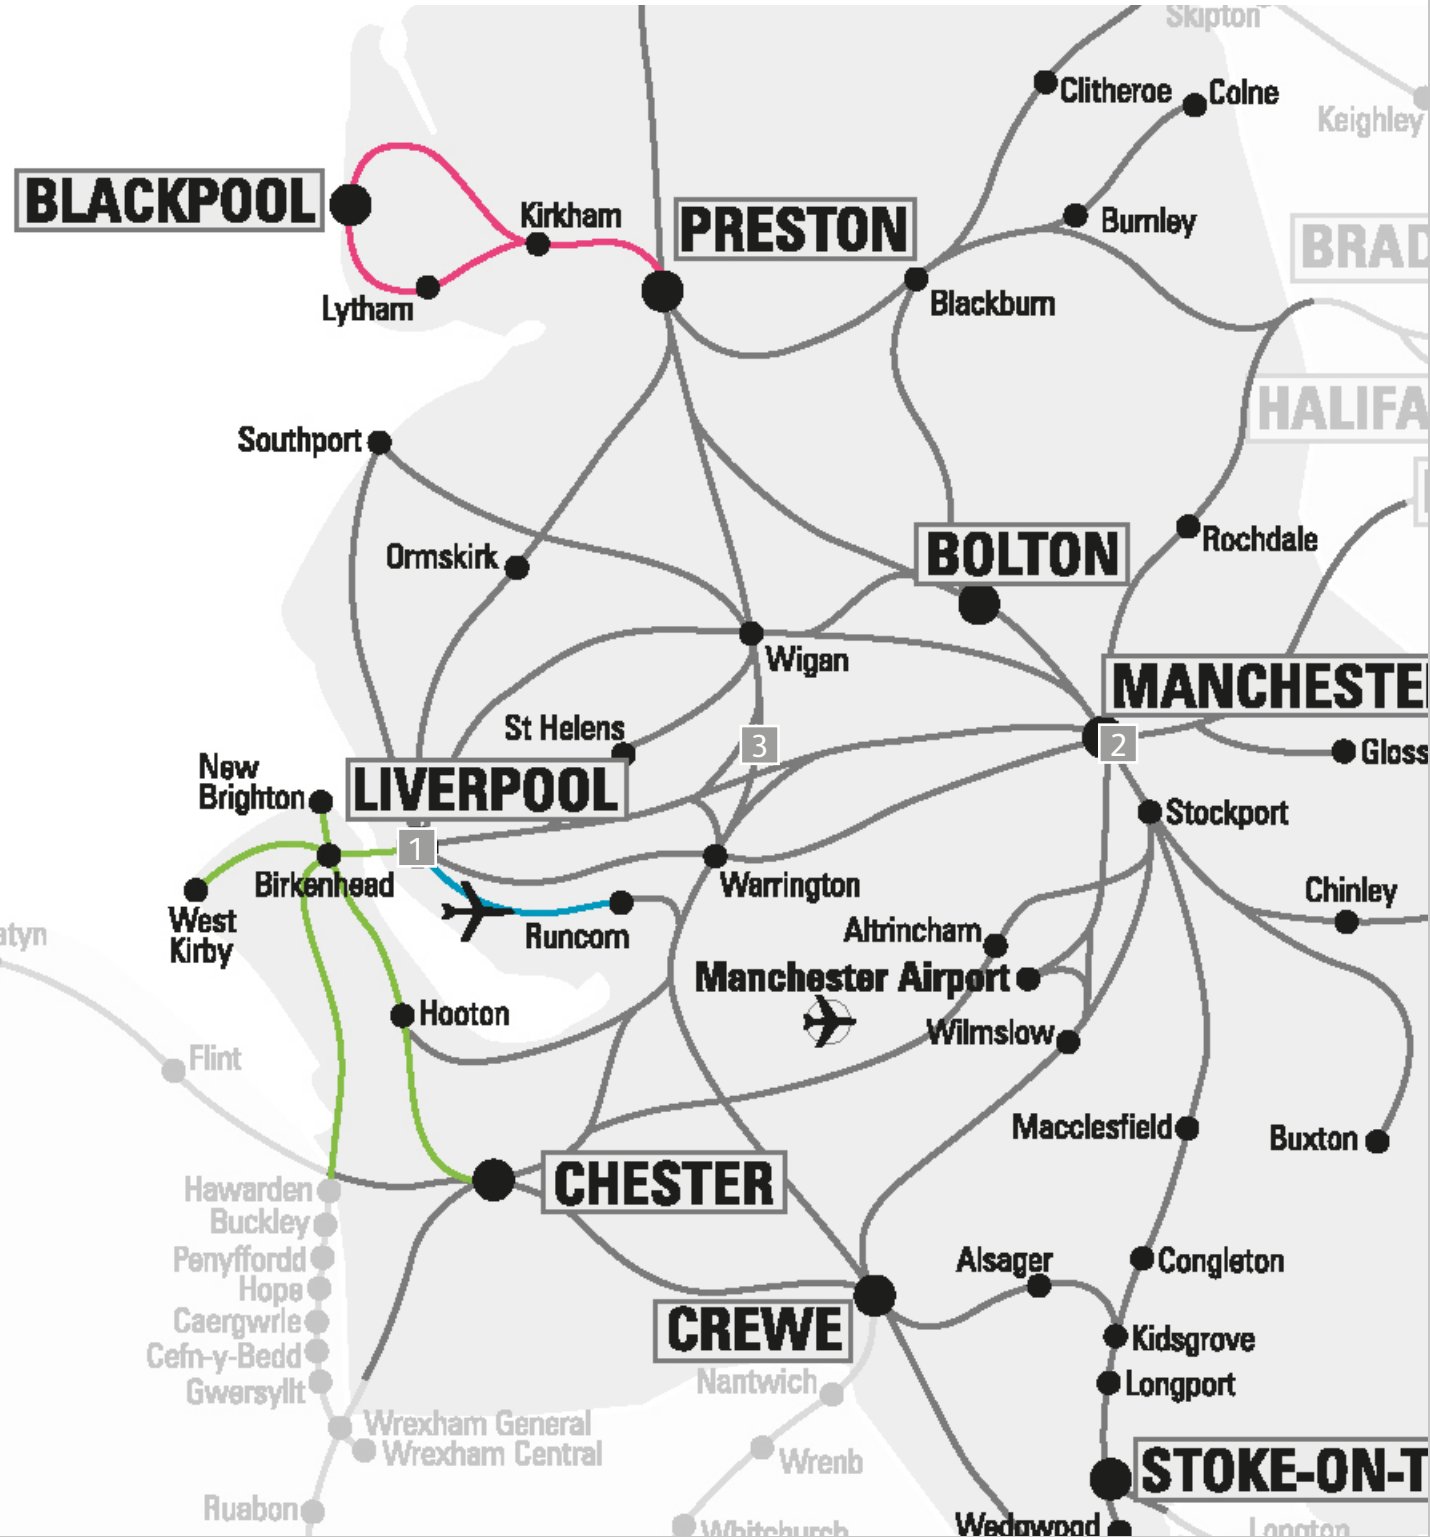 Skipton
Clitheroe
Colne
Keighley
BLACKPOOL
Kirkham
PRESTON
Burnley
BRAD
Lytham
Blackburn
HALIFA
Southport
Ormskirk
BOLTON
Rochdale
Wigan
MANCHESTE
St Helens
3
2
Gloss
New
Brighton
LIVERPOOL
Stockport
1
Birkenhead
Warrington
Chinley
West
Kirby
Runcorn
Altrincham
atyn
Manchester Airport
Hooton
Wilmslow
Flint
Macclesfield
Buxton
Hawarden
CHESTER
Buckley
Penyffordd
Alsager
Congleton
Hope
Caergwrle
CREWE
Kidsgrove
Cefn-y-Bedd
Nantwich
Longport
Gwersyllt
Wrexham General
Wrexham Central
Wrenb
STOKE-ON-T
Ruabon
Whitchurch
Wedgwood
Longton